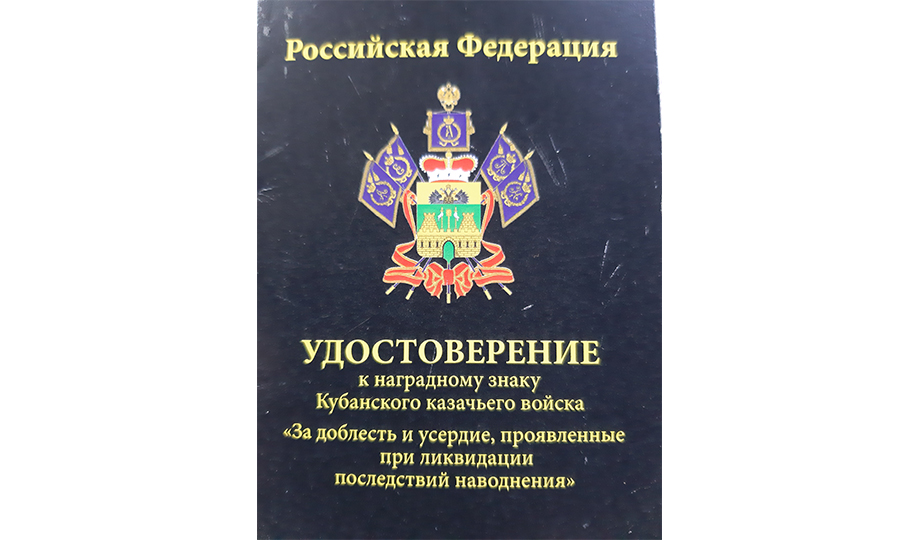 Российская Федерация
УДОСТОВЕРЕНИЕ
к наградному знаку
Кубанского казачьего войска
«За доблесть и усердие, проявленные
при ликвидации
последствий наводнения»